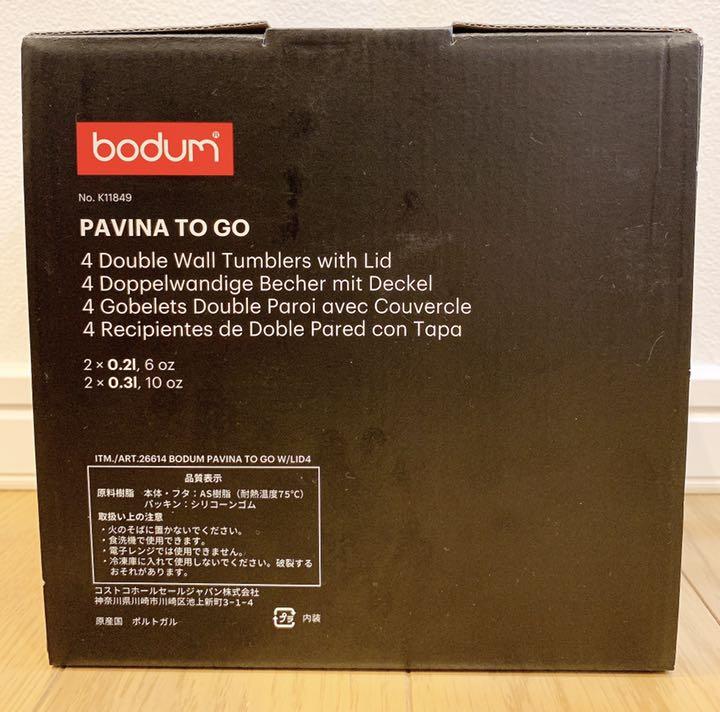 bodum®
No. K11849
PAVINA TO GO
4 Double Wall Tumblers with Lid
4 Doppelwandige Becher mit Deckel
4 Gobelets Double Paroi avec Couvercle
4 Recipientes de Doble Pared con Tapa
2 × 0.2l, 6 oz
2 × 0.3l, 10 oz
ITM./ART.26614 BODUM PAVINA TO GO W/LID4
品質表示
原料樹脂 本体・フタ：AS樹脂（耐熱温度75℃）
パッキン：シリコーンゴム
取扱い上の注意
・火のそばに置かないでください。
・食洗機で使用できます。
・電子レンジでは使用できません。
・冷凍庫に入れて使用しないでください。破裂する
おそれがあります。
コストコホールセールジャパン株式会社
神奈川県川崎市川崎区池上新町3-1-4
原産国 ポルトガル
プラ 内装